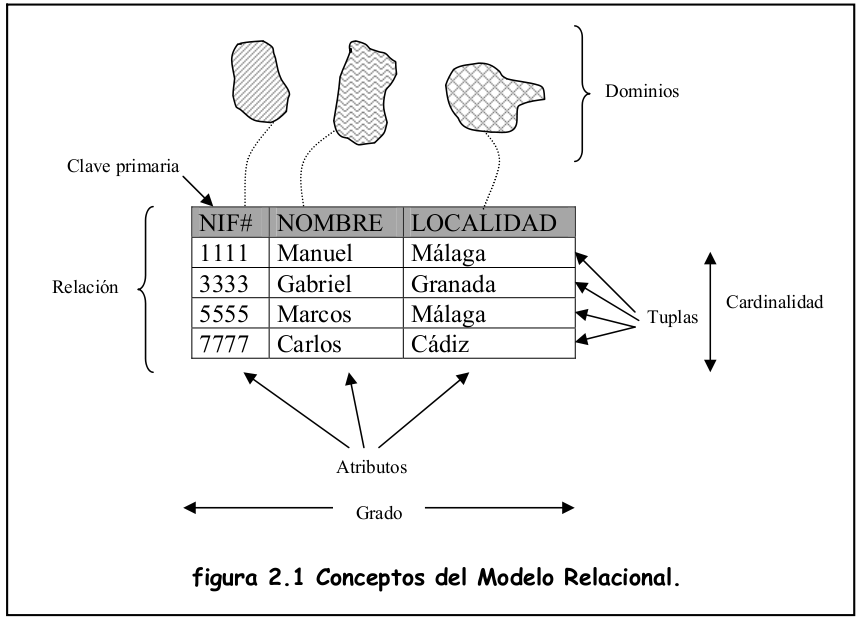 Dominios
Clave primaria
NIF# NOMBRE LOCALIDAD
1111 Manuel Málaga
3333 Gabriel Granada
5555 Marcos Málaga
7777 Carlos Cádiz
Relación
Tuplas
Cardinalidad
Atributos
Grado
figura 2.1 Conceptos del Modelo Relacional.